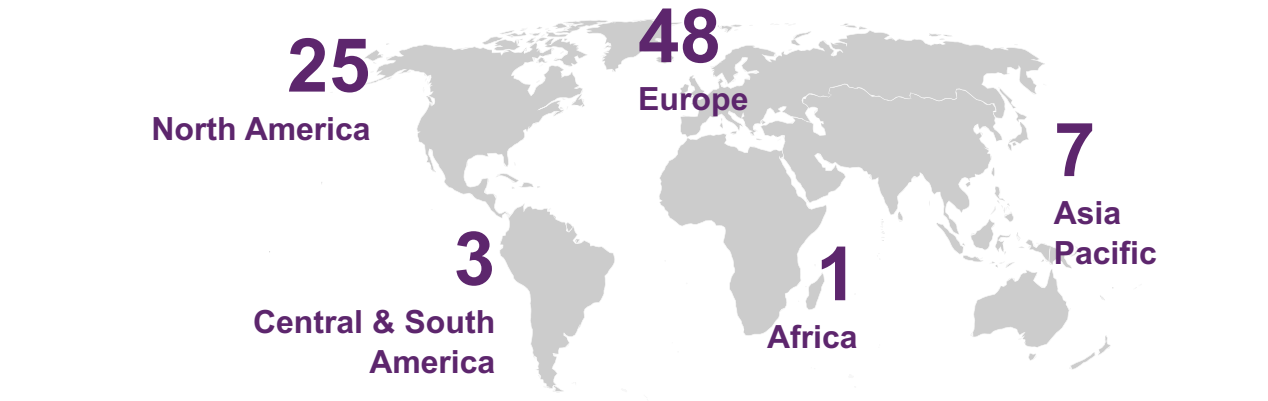 25
North America
48
Europe
7
Asia
Pacific
3
Central & South
America
1
Africa